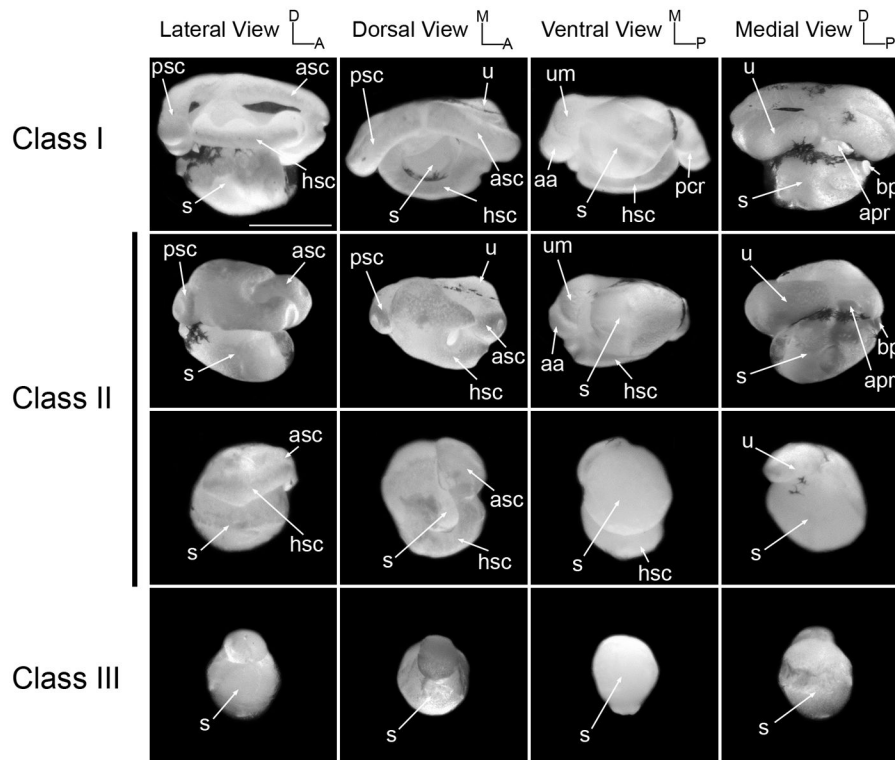 Lateral View D A Dorsal View M A Ventral View M P Medial View D P
Class I
psc asc hsc s
psc u asc s hsc
um aa s hsc pcr
u bp s apr
Class II
psc asc s
psc u asc hsc
um aa s hsc
u bp s apr
asc s hsc
asc s hsc
s hsc
u s
Class III
s
s
s
s